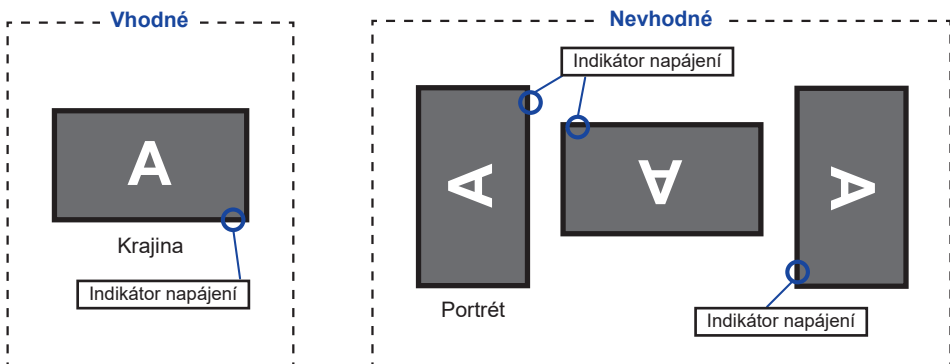 Vhodné
A
Krajina
Indikátor napájení
Nevhodné
Indikátor napájení
A
A
A
Portrét
Indikátor napájení